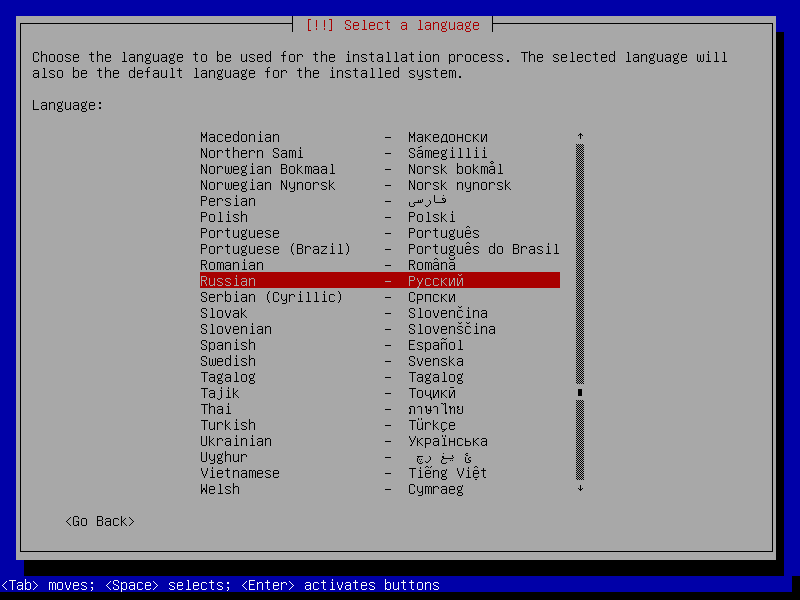 [!!] Select a language
Choose the language to be used for the installation process. The selected language will
also be the default language for the installed system.
Language:
Macedonian - Македонски
Northern Sami - Sámegillii
Norwegian Bokmaal - Norsk bokmål
Norwegian Nynorsk - Norsk nynorsk
Persian - فارسی
Polish - Polski
Portuguese - Português
Portuguese (Brazil) - Português do Brasil
Romanian - Română
Russian - Русский
Serbian (Cyrillic) - Српски
Slovak - Slovenčina
Slovenian - Slovenščina
Spanish - Español
Swedish - Svenska
Tagalog - Tagalog
Tajik - Тоҷикӣ
Thai - ภาษาไทย
Turkish - Türkçe
Ukrainian - Українська
Uyghur -
Vietnamese - Tiếng Việt
Welsh - Cymraeg
<Go Back>
<Tab> moves; <Space> selects; <Enter> activates buttons